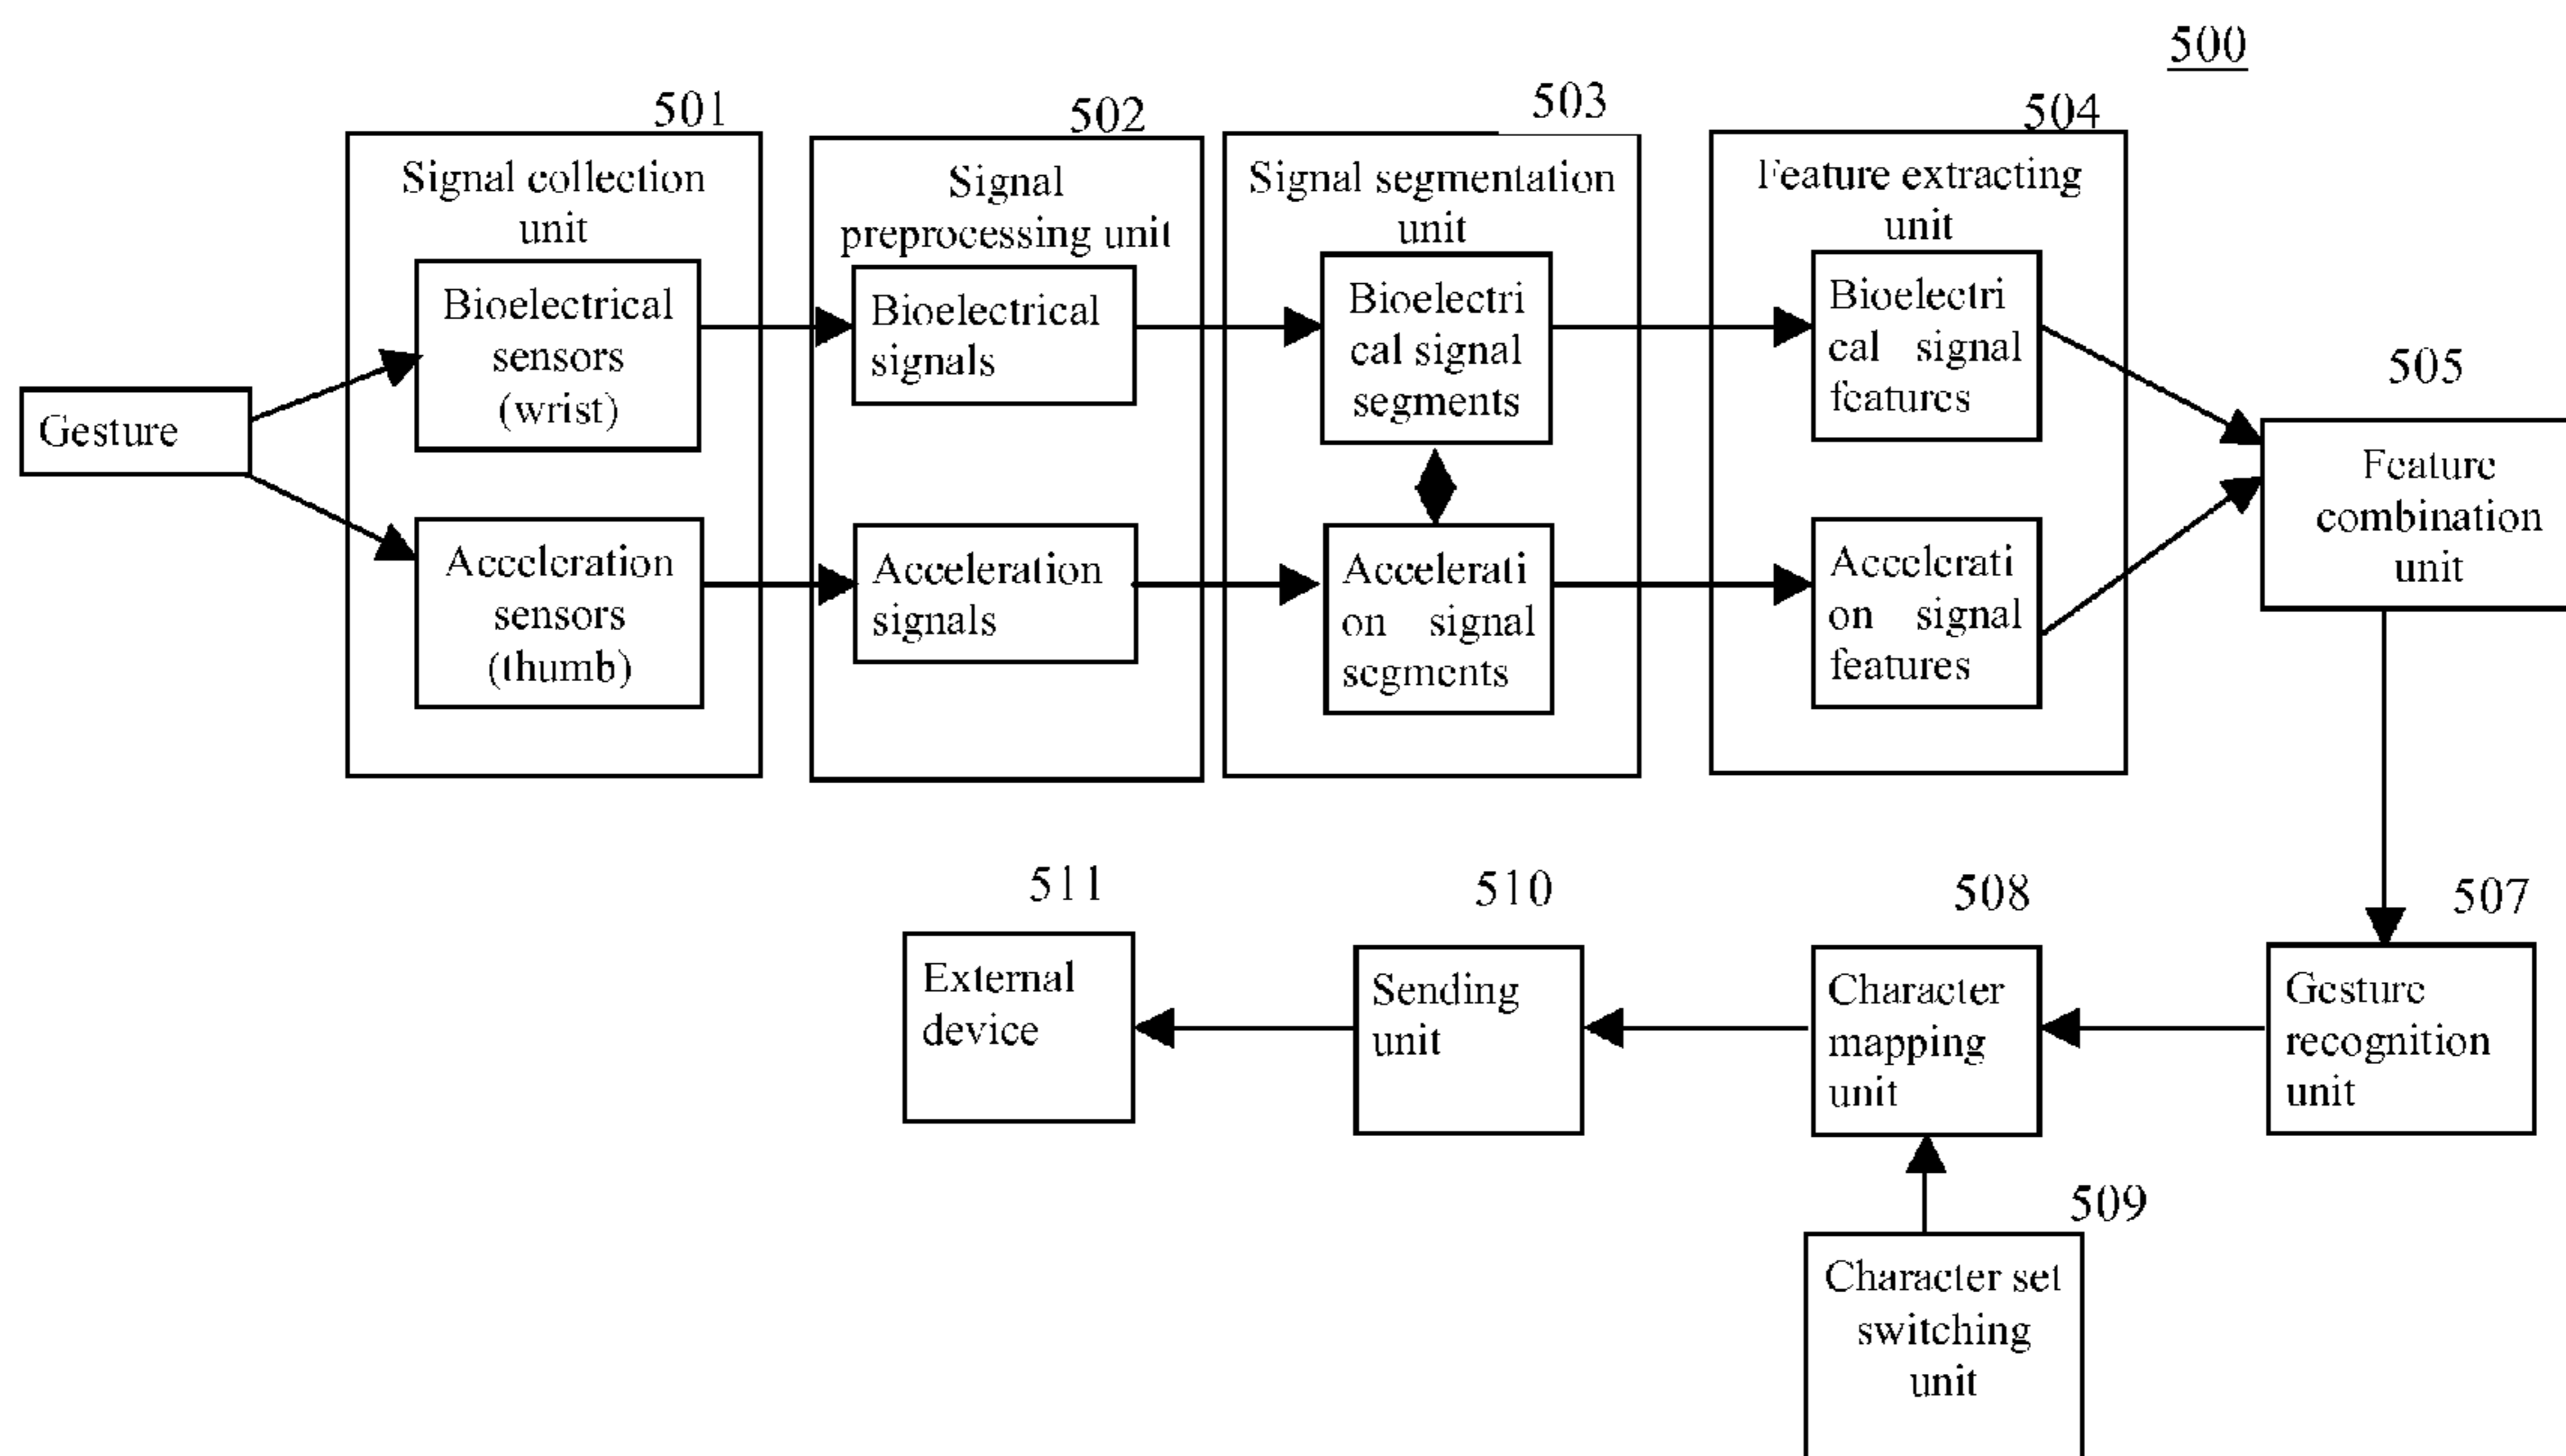 500
501
Signal collection
unit
Bioelectrical
sensors
(wrist)
Acceleration
sensors
(thumb)
502
Signal
preprocessing unit
Bioelectrical
signals
Acceleration
signals
503
Signal segmentation
unit
Bioelectri
cal signal
segments
Accelerati
on signal
segments
504
Feature extracting
unit
Bioelectri
cal signal
features
Accelerati
on signal
features
Gesture
505
Feature
combination
unit
507
Gesture
recognition
unit
508
Character
mapping
unit
509
Character set
switching
unit
510
Sending
unit
511
External
device